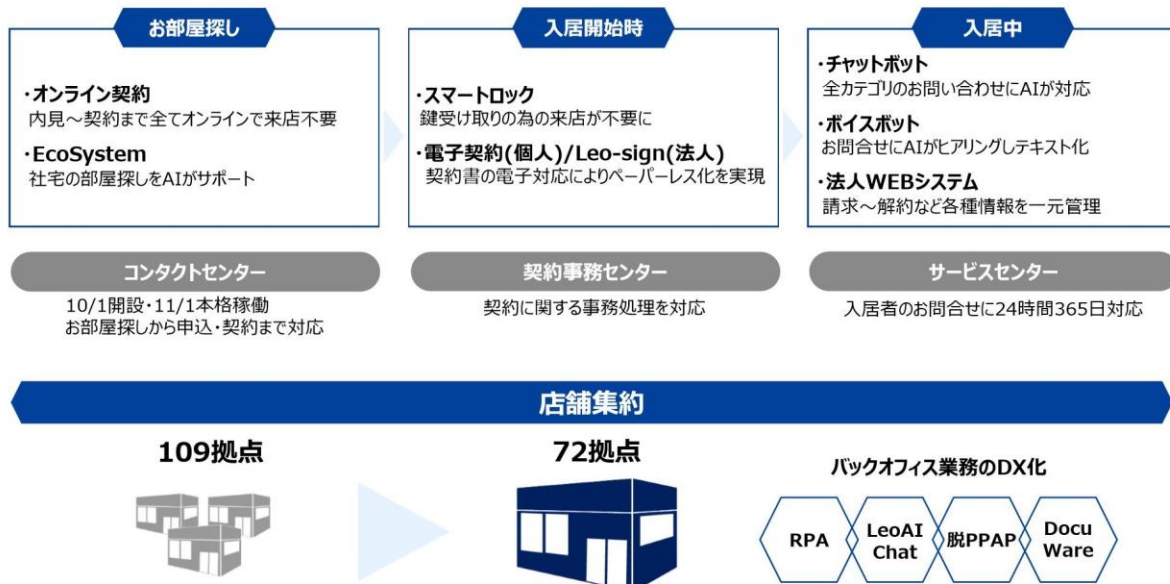 お部屋探し
・オンライン契約
内見～契約まで全てオンラインで来店不要
・EcoSystem
社宅の部屋探しをAIがサポート
入居開始時
・スマートロック
鍵受け取りの為の来店が不要に
・電子契約(個人)/Leo-sign(法人)
契約書の電子対応によりペーパーレス化を実現
入居中
・チャットボット
全カテゴリのお問い合わせにAIが対応
・ボイスボット
お問合せにAIがヒアリングしテキスト化
・法人WEBシステム
請求～解約など各種情報を一元管理
コンタクトセンター
10/1開設・11/1本格稼働
お部屋探しから申込・契約まで対応
契約事務センター
契約に関する事務処理を対応
サービスセンター
入居者のお問合せに24時間365日対応
店舗集約
109拠点
72拠点
バックオフィス業務のDX化
RPA
LeoAI
Chat
脱PPAP
Docu
Ware